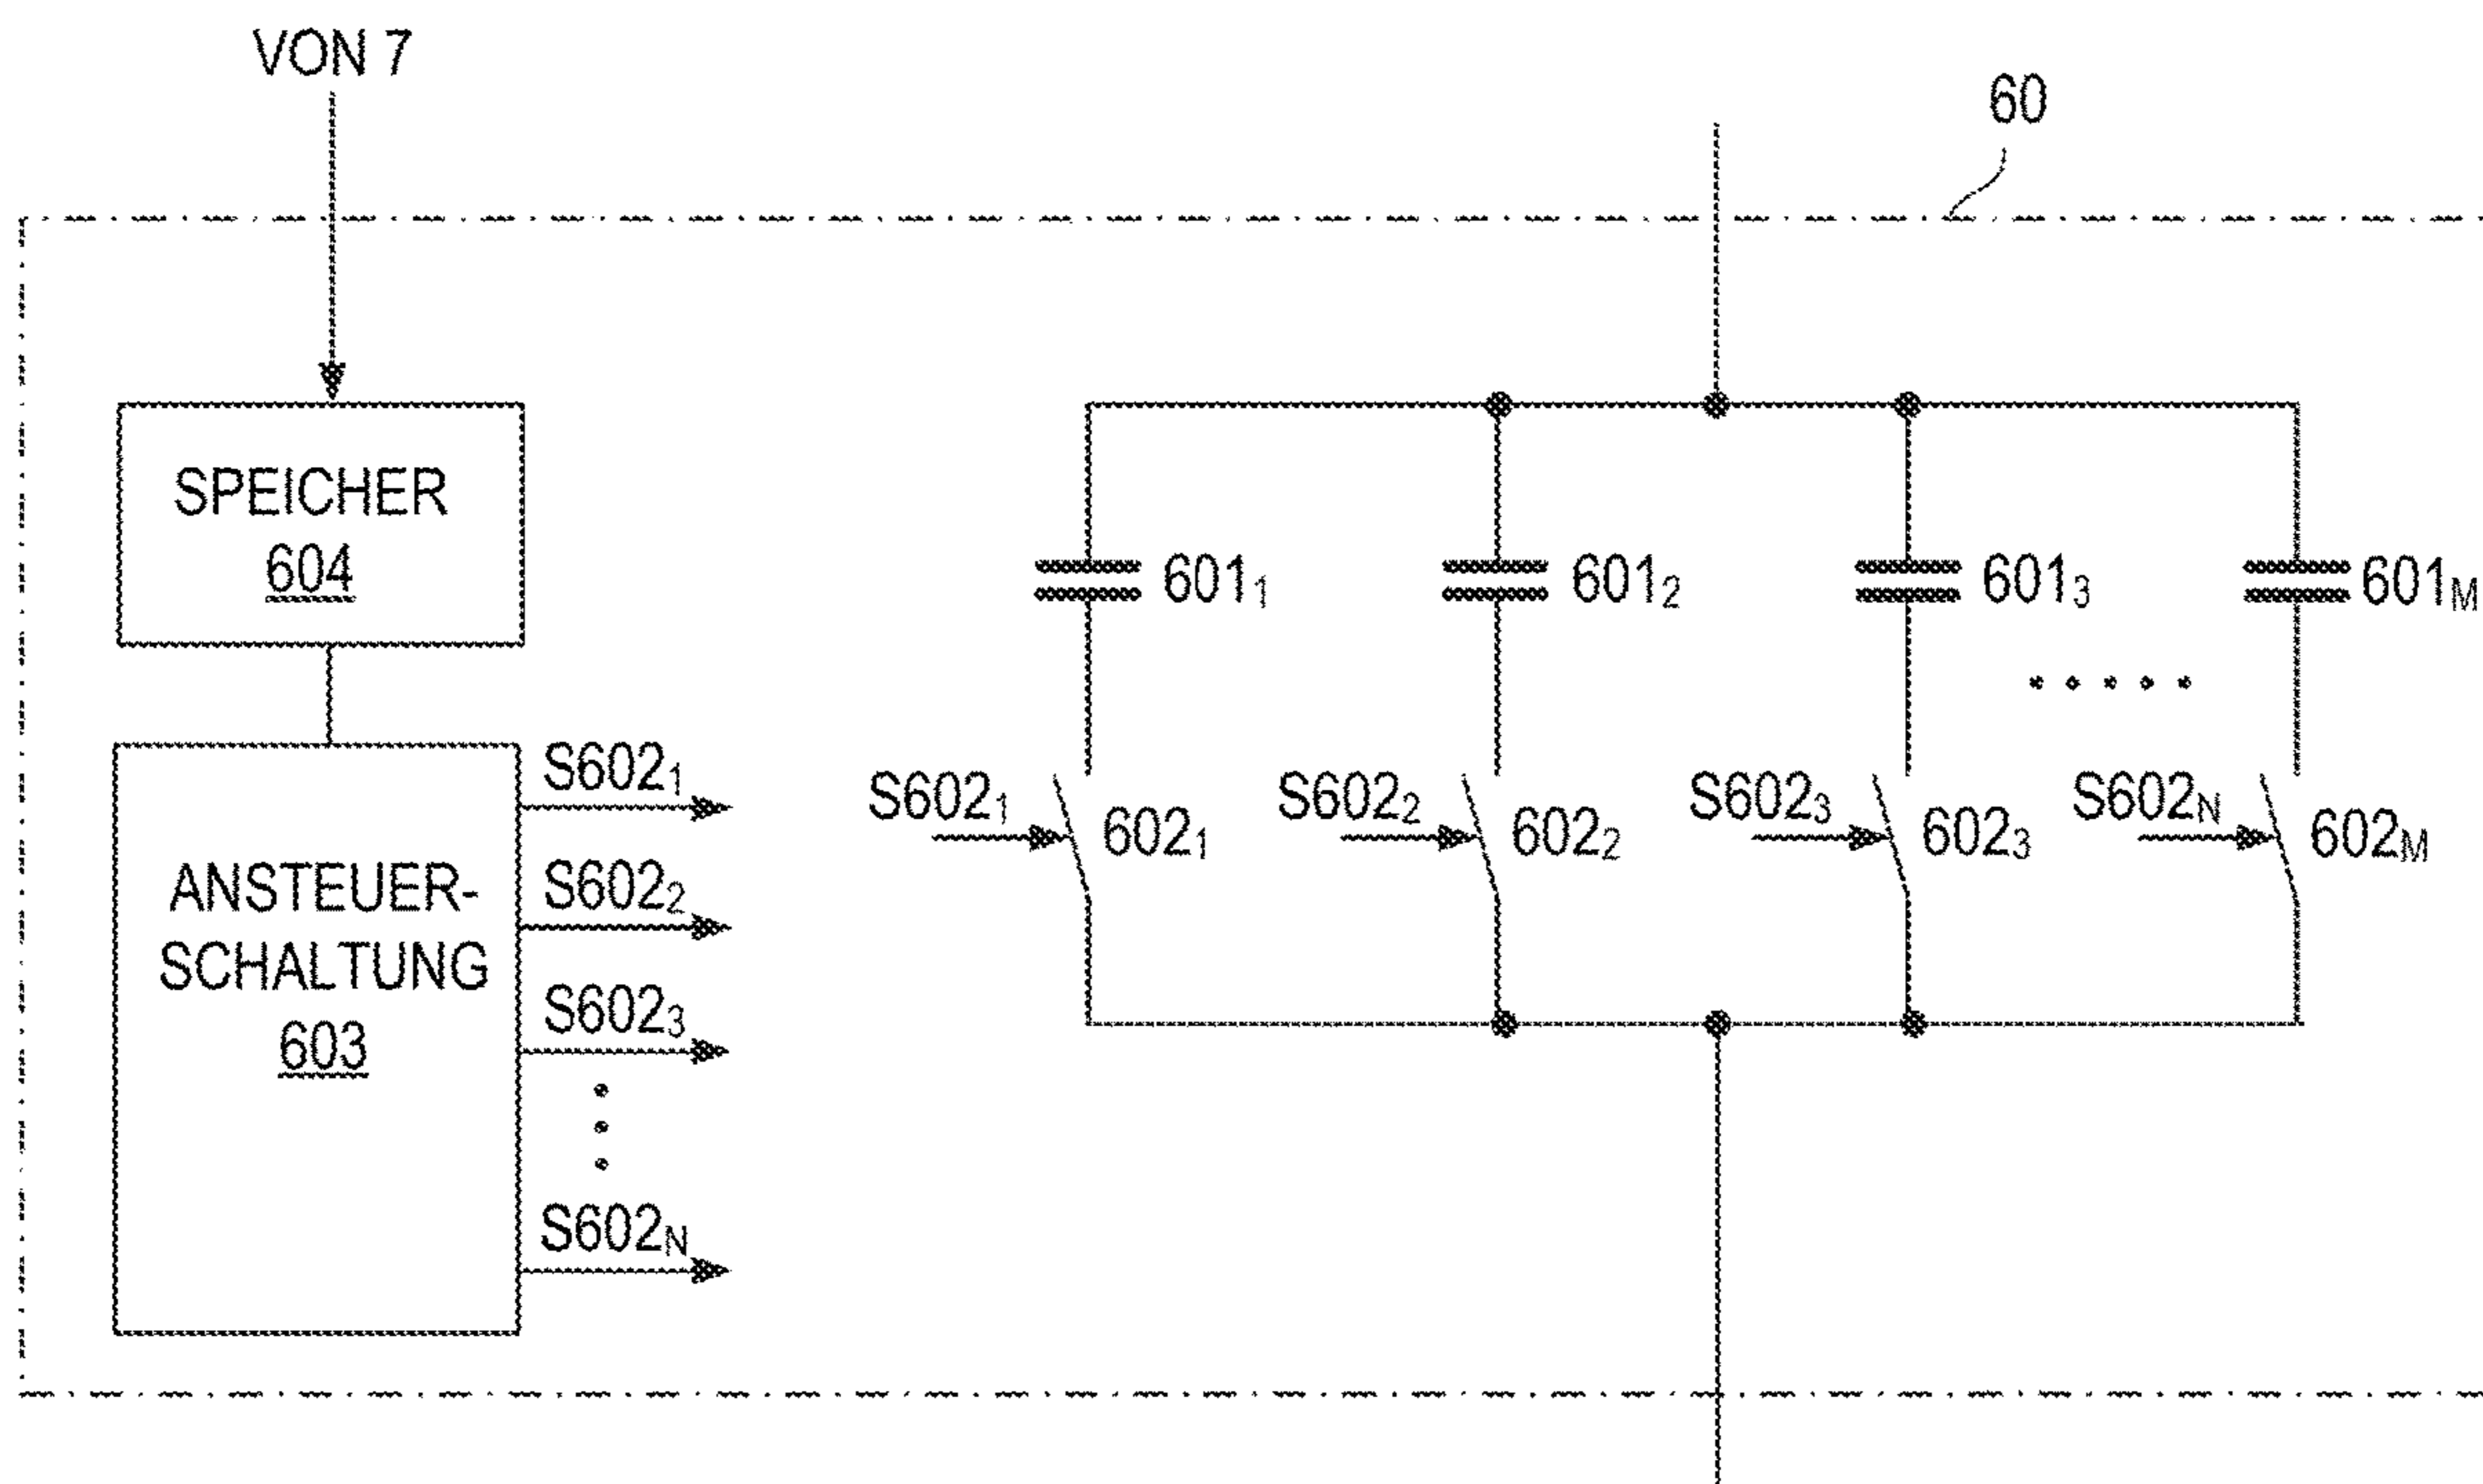 VON 7
60
SPEICHER
604
601₁
601₂
601₃
601M
ANSTEUER-
SCHALTUNG
603
S602₁
S602₂
S602₃
S602N
S602₁
602₁
S602₂
602₂
S602₃
602₃
S602N
602M